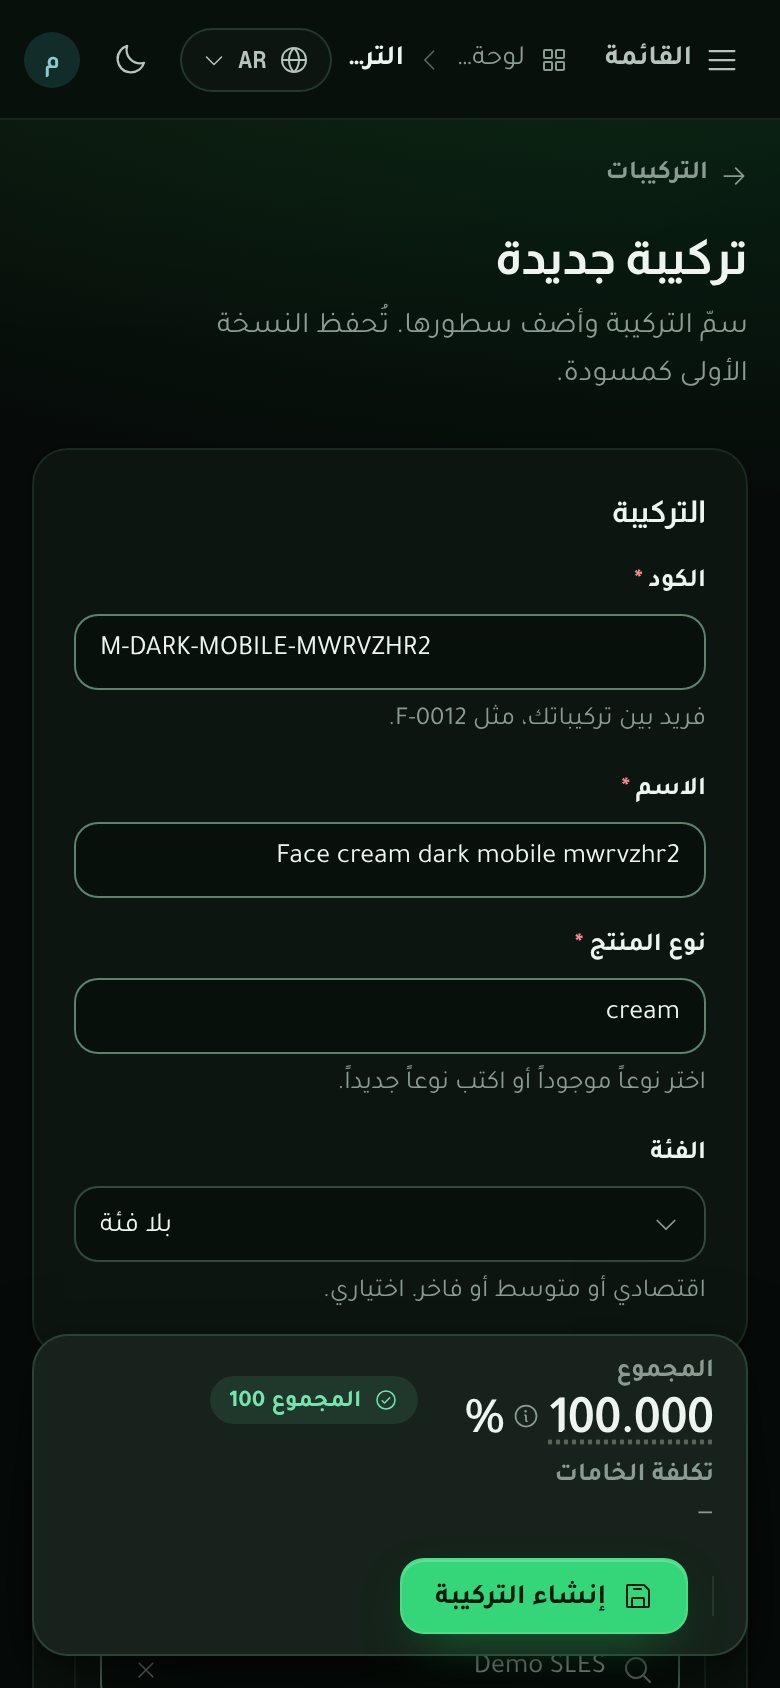 القائمة
لوحة...
التر...
AR
م
التركيبات
تركيبة جديدة
سمّ التركيبة وأضف سطورها. تُحفظ النسخة
الأولى كمسودة.
التركيبة
الكود *
M-DARK-MOBILE-MWRVZHR2
فريد بين تركيباتك، مثل F-0012.
الاسم *
Face cream dark mobile mwrvzhr2
نوع المنتج *
cream
اختر نوعاً موجوداً أو اكتب نوعاً جديداً.
الفئة
بلا فئة
اقتصادي أو متوسط أو فاخر. اختياري.
المجموع
100.000 %
المجموع 100
تكلفة الخامات
—
إنشاء التركيبة
Demo SLES